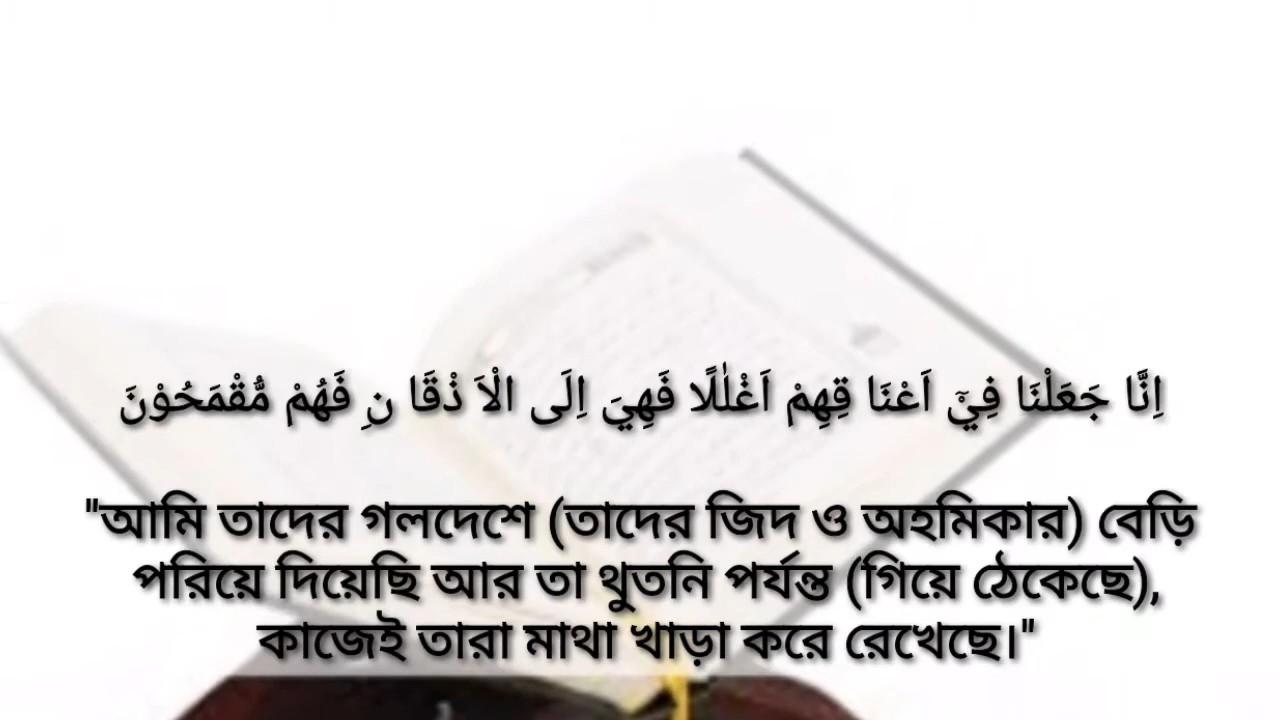 اِنَّا جَعَلْنَا فِيْۤ اَعْنَا قِهِمْ اَغْلٰلًا فَهِيَ اِلَى الْاَ ذْقَا نِ فَهُمْ مُّقْمَحُوْنَ
"আমি তাদের গলদেশে (তাদের জিদ ও অহমিকার) বেড়ি
পরিয়ে দিয়েছি আর তা থুতনি পর্যন্ত (গিয়ে ঠেকেছে),
কাজেই তারা মাথা খাড়া করে রেখেছে।"